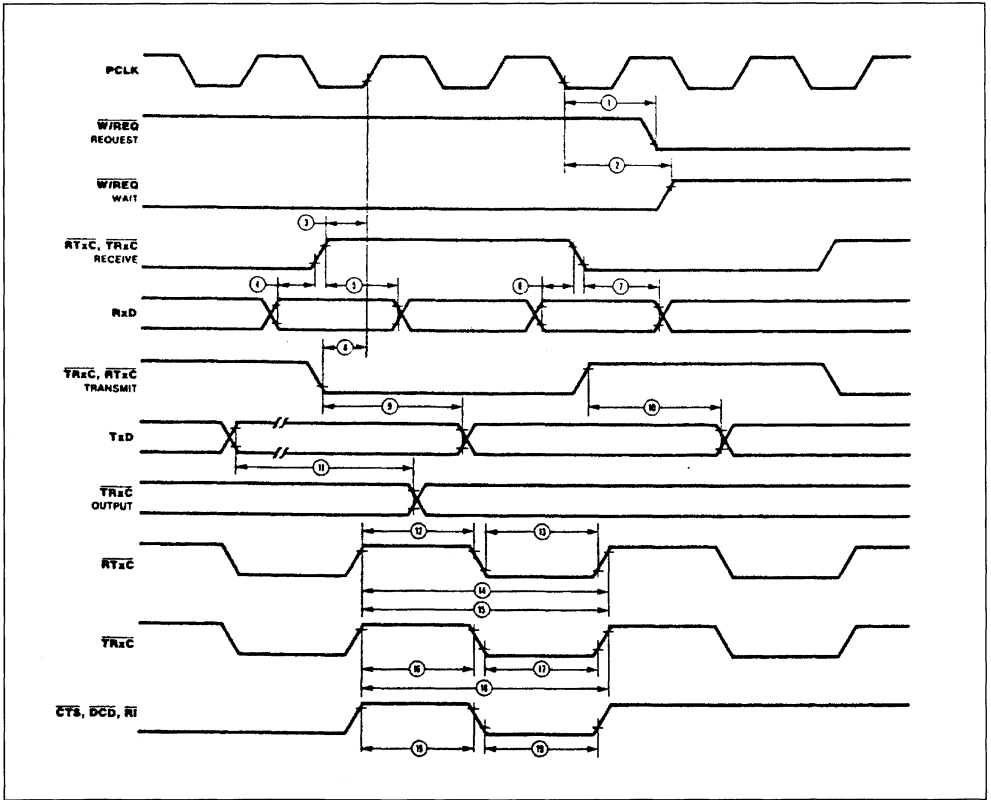 PCLK
1
W/REQ
REQUEST
2
W/REQ
WAIT
3
RTxC, TRxC
RECEIVE
4
5
6
7
RxD
8
TRxC, RTxC
TRANSMIT
9
10
TxD
11
TRxC
OUTPUT
12
13
RTxC
14
15
TRxC
16
17
18
CTS, DCD, RI
19
19